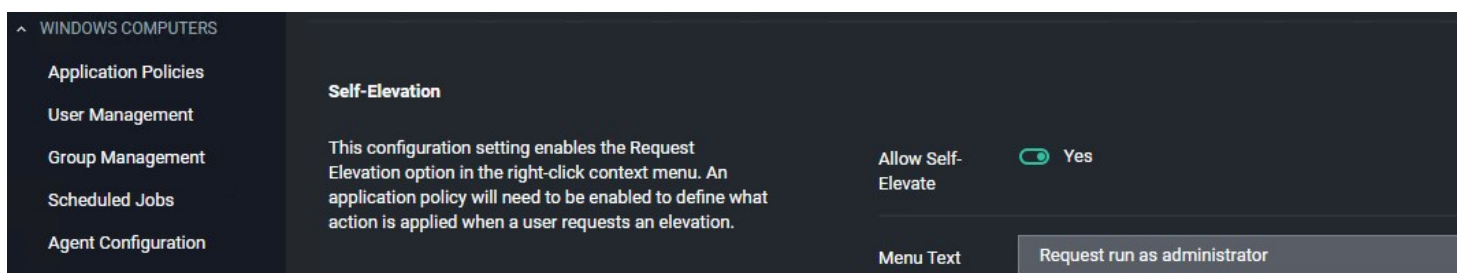 WINDOWS COMPUTERS
Application Policies
User Management
Group Management
Scheduled Jobs
Agent Configuration
Self-Elevation
This configuration setting enables the Request
Elevation option in the right-click context menu. An
application policy will need to be enabled to define what
action is applied when a user requests an elevation.
Allow Self-
Elevate
Yes
Menu Text
Request run as administrator